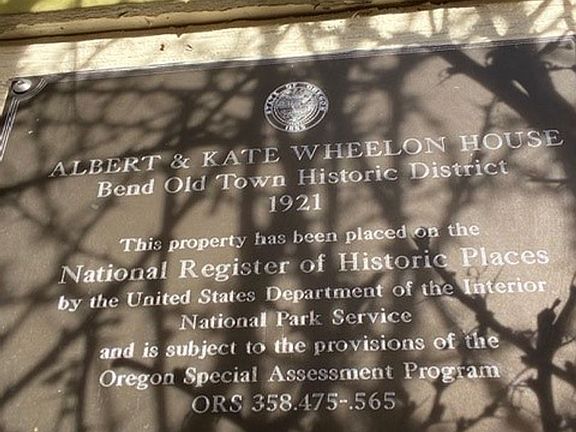 ALBERT & KATE WHEELON HOUSE
Bend Old Town Historic District
1921
This property has been placed on the
National Register of Historic Places
by the United States Department of the Interior
National Park Service
and is subject to the provisions of the
Oregon Special Assessment Program
ORS 358.475-.565